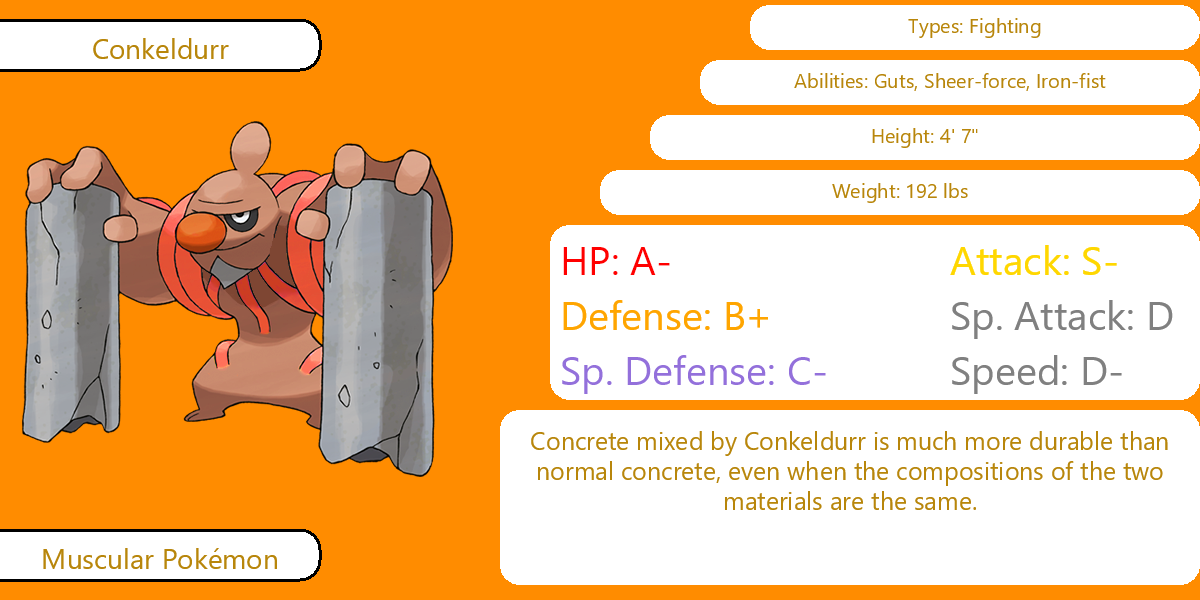 Conkeldurr
Types: Fighting
Abilities: Guts, Sheer-force, Iron-fist
Height: 4' 7"
Weight: 192 lbs
HP: A-
Attack: S-
Defense: B+
Sp. Attack: D
Sp. Defense: C-
Speed: D-
Concrete mixed by Conkeldurr is much more durable than
normal concrete, even when the compositions of the two
materials are the same.
Muscular Pokémon